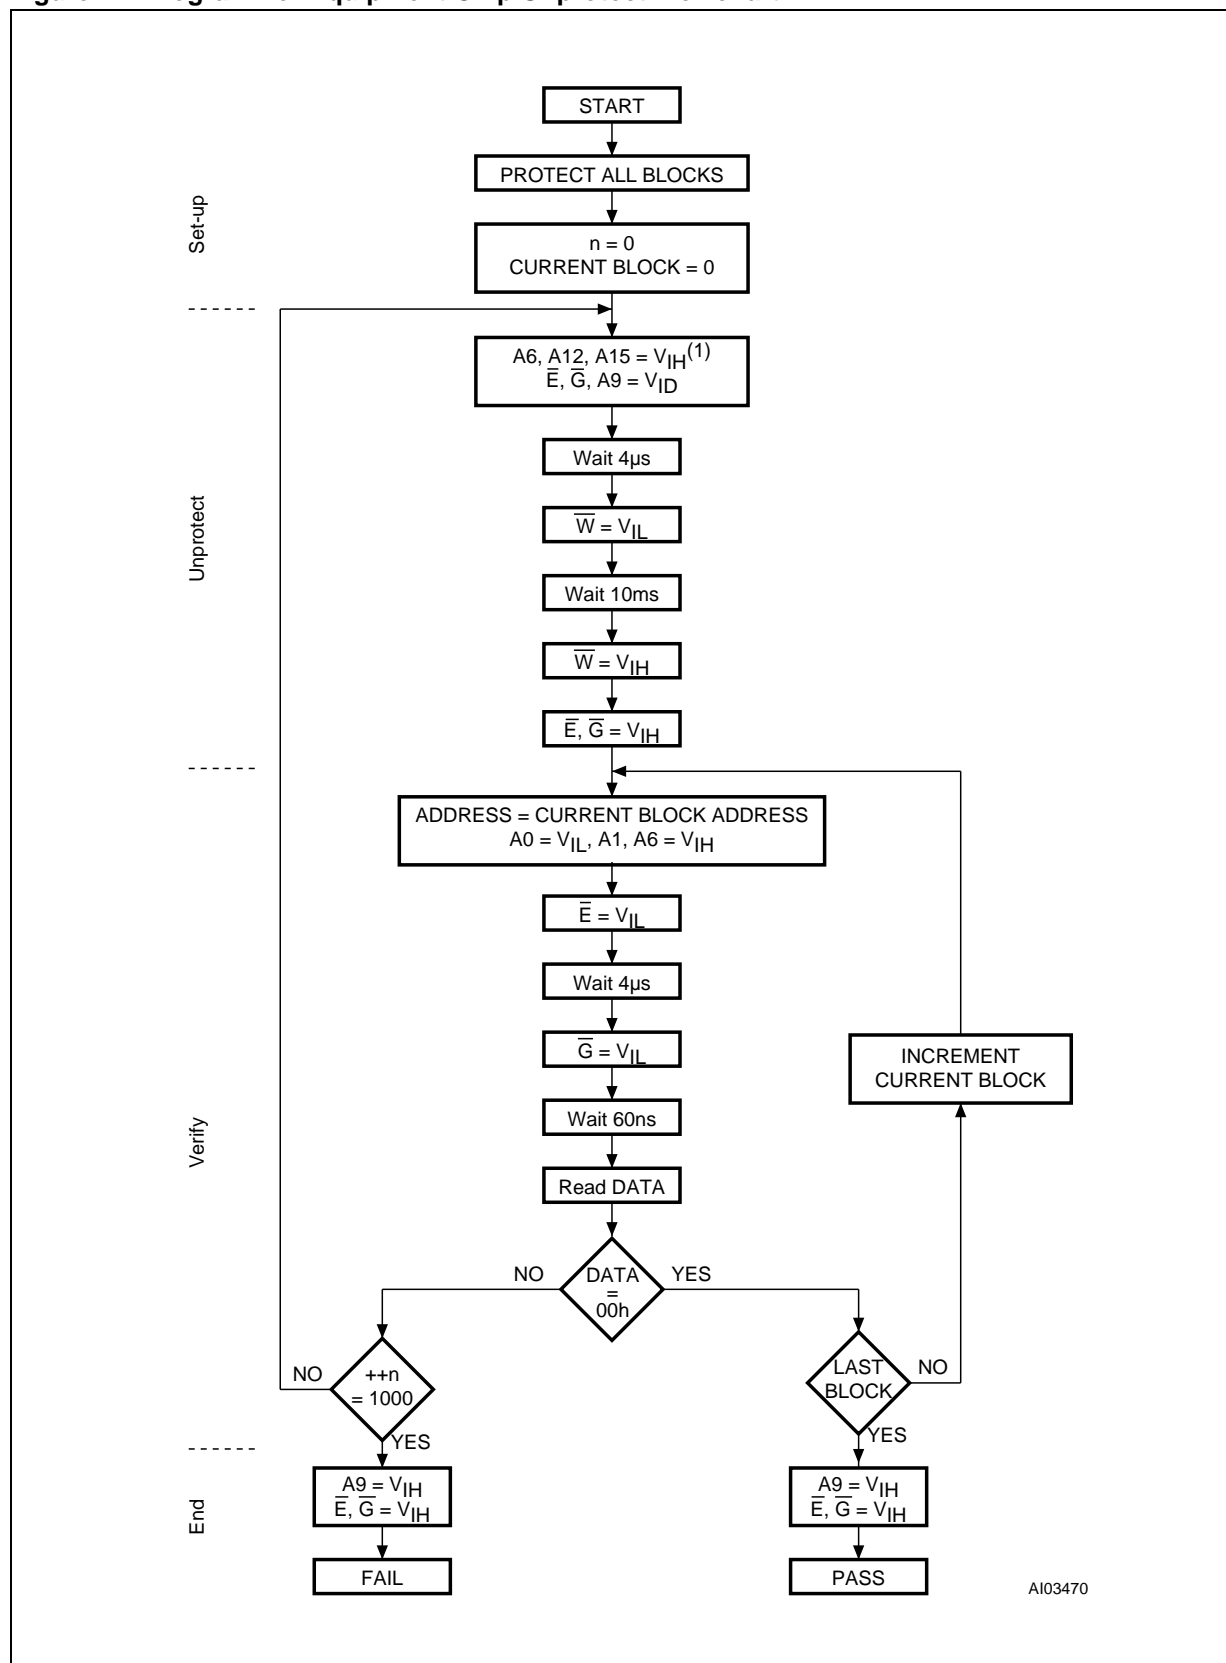 START
PROTECT ALL BLOCKS
Set-up
n = 0
CURRENT BLOCK = 0
A6, A12, A15 = VIH(1)
E̅, G̅, A9 = VID
Wait 4µs
Unprotect
W̅ = VIL
Wait 10ms
W̅ = VIH
E̅, G̅ = VIH
ADDRESS = CURRENT BLOCK ADDRESS
A0 = VIL, A1, A6 = VIH
E̅ = VIL
Wait 4µs
G̅ = VIL
INCREMENT
CURRENT BLOCK
Wait 60ns
Verify
Read DATA
NO
DATA
=
00h
YES
NO
++n
= 1000
YES
LAST
BLOCK
NO
YES
End
A9 = VIH
E̅, G̅ = VIH
A9 = VIH
E̅, G̅ = VIH
FAIL
PASS
AI03470